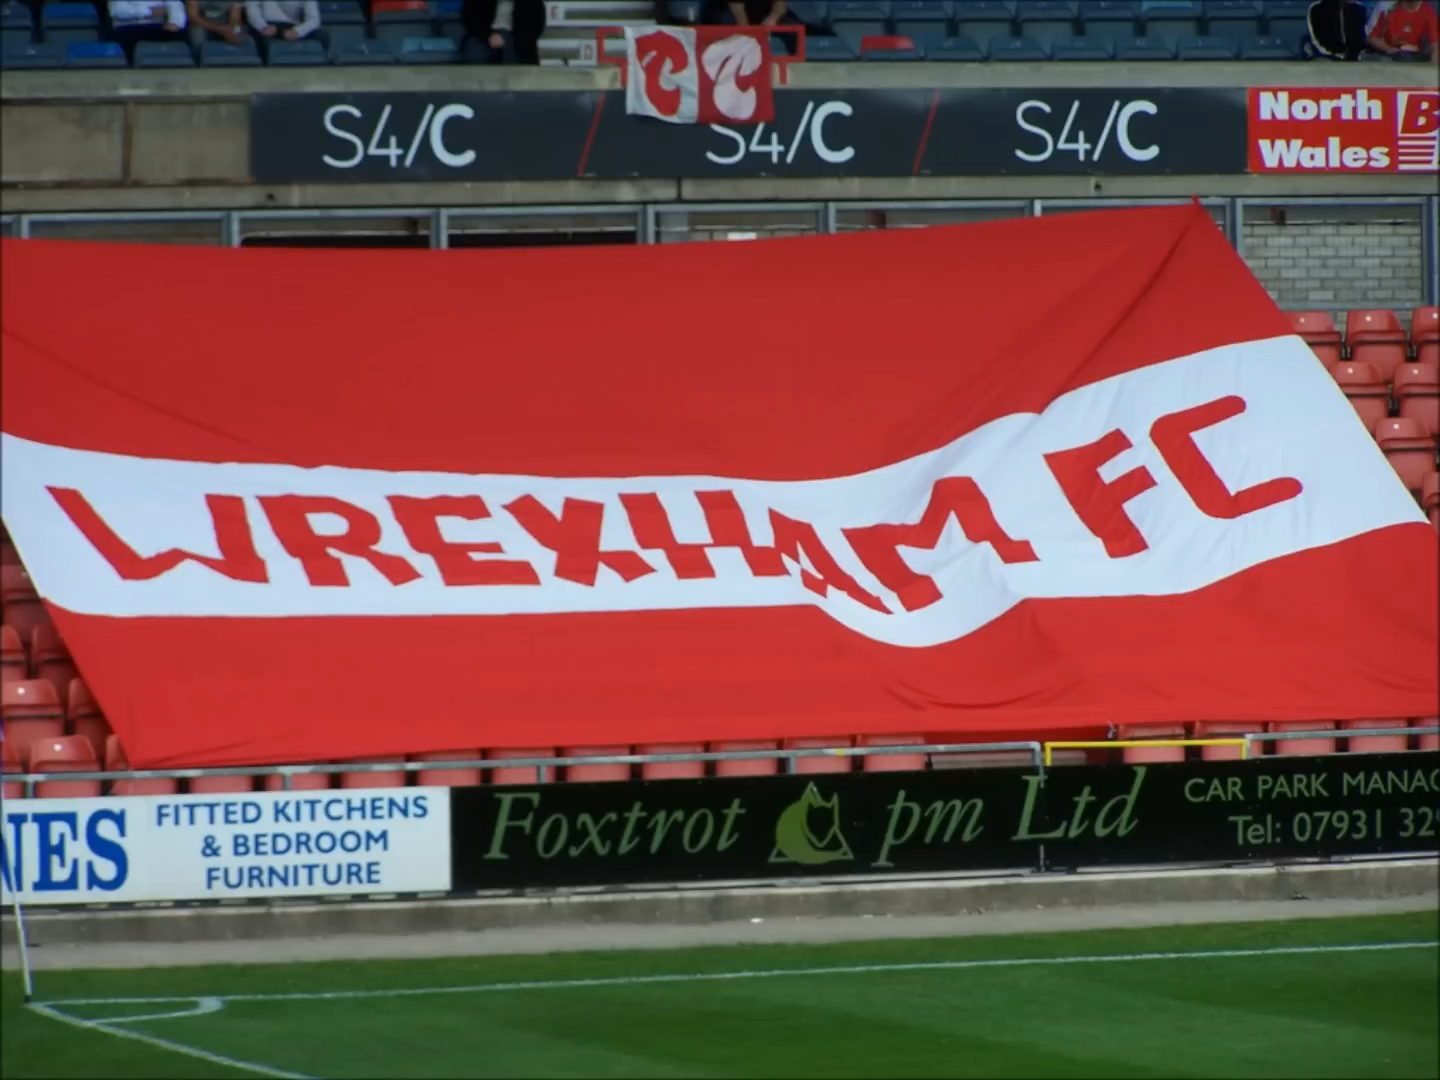 S4/C S4/C S4/C
North
Wales
WREXHAM FC
NES
FITTED KITCHENS
& BEDROOM
FURNITURE
Foxtrot pm Ltd
CAR PARK MANAG
Tel: 07931 32